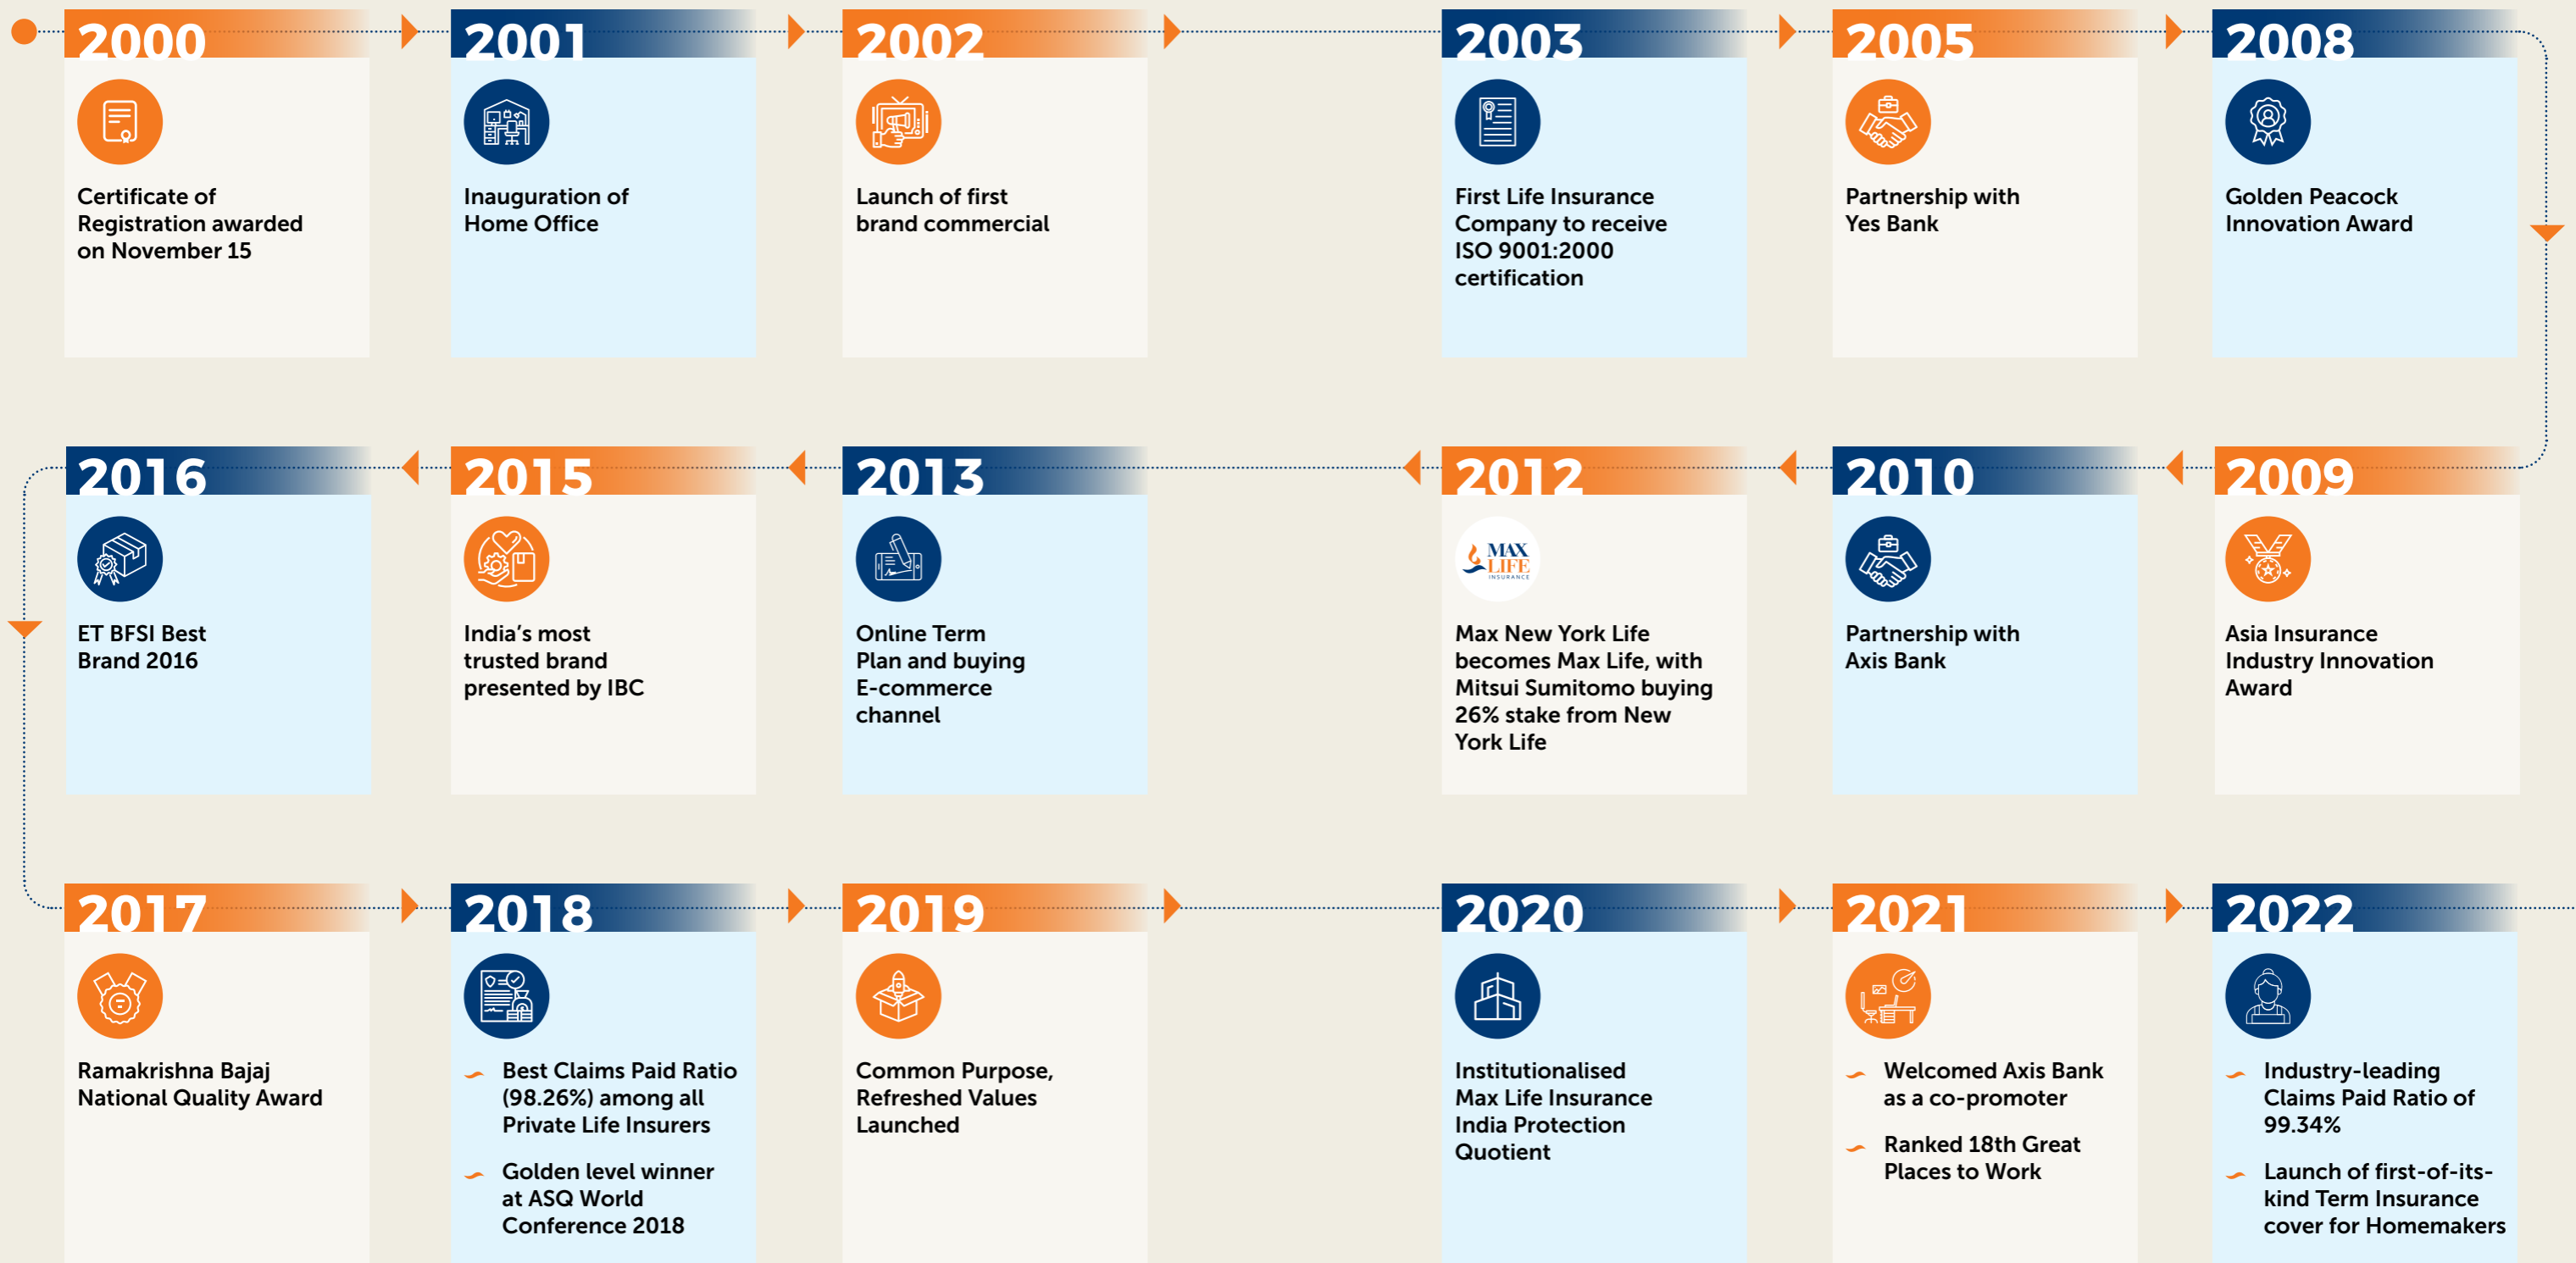 2000
Certificate of
Registration awarded
on November 15
2001
Inauguration of
Home Office
2002
Launch of first
brand commercial
2003
First Life Insurance
Company to receive
ISO 9001:2000
certification
2005
Partnership with
Yes Bank
2008
Golden Peacock
Innovation Award
2009
Asia Insurance
Industry Innovation
Award
2010
Partnership with
Axis Bank
2012
MAX
LIFE
INSURANCE
Max New York Life
becomes Max Life, with
Mitsui Sumitomo buying
26% stake from New
York Life
2013
Online Term
Plan and buying
E-commerce
channel
2015
India’s most
trusted brand
presented by IBC
2016
ET BFSI Best
Brand 2016
2017
Ramakrishna Bajaj
National Quality Award
2018
Best Claims Paid Ratio
(98.26%) among all
Private Life Insurers
Golden level winner
at ASQ World
Conference 2018
2019
Common Purpose,
Refreshed Values
Launched
2020
Institutionalised
Max Life Insurance
India Protection
Quotient
2021
Welcomed Axis Bank
as a co-promoter
Ranked 18th Great
Places to Work
2022
Industry-leading
Claims Paid Ratio of
99.34%
Launch of first-of-its-
kind Term Insurance
cover for Homemakers